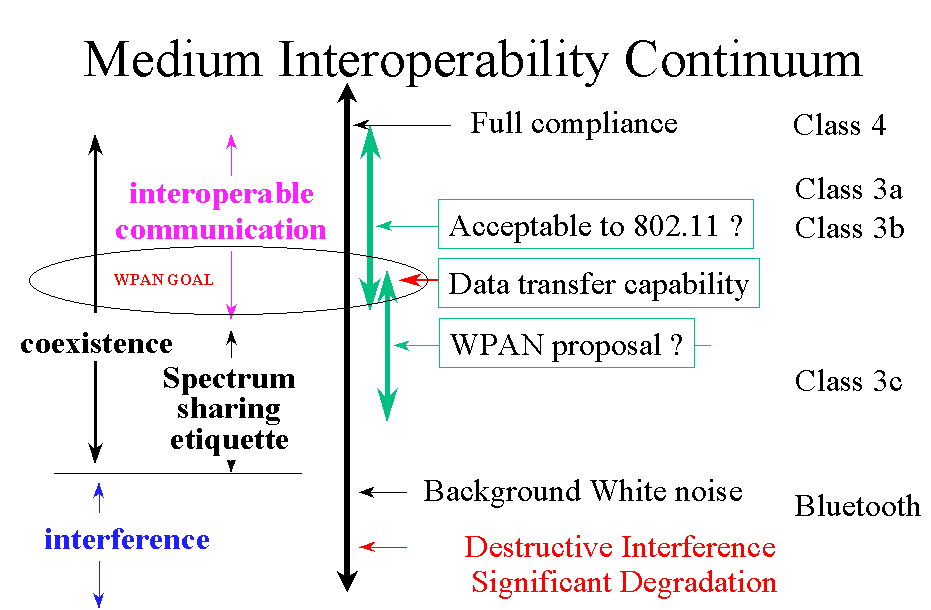 Medium Interoperability Continuum
Full compliance
Class 4
interoperable
communication
Class 3a
Acceptable to 802.11 ?
Class 3b
WPAN GOAL
Data transfer capability
coexistence
WPAN proposal ?
Spectrum
sharing
etiquette
Class 3c
Background White noise
Bluetooth
interference
Destructive Interference
Significant Degradation